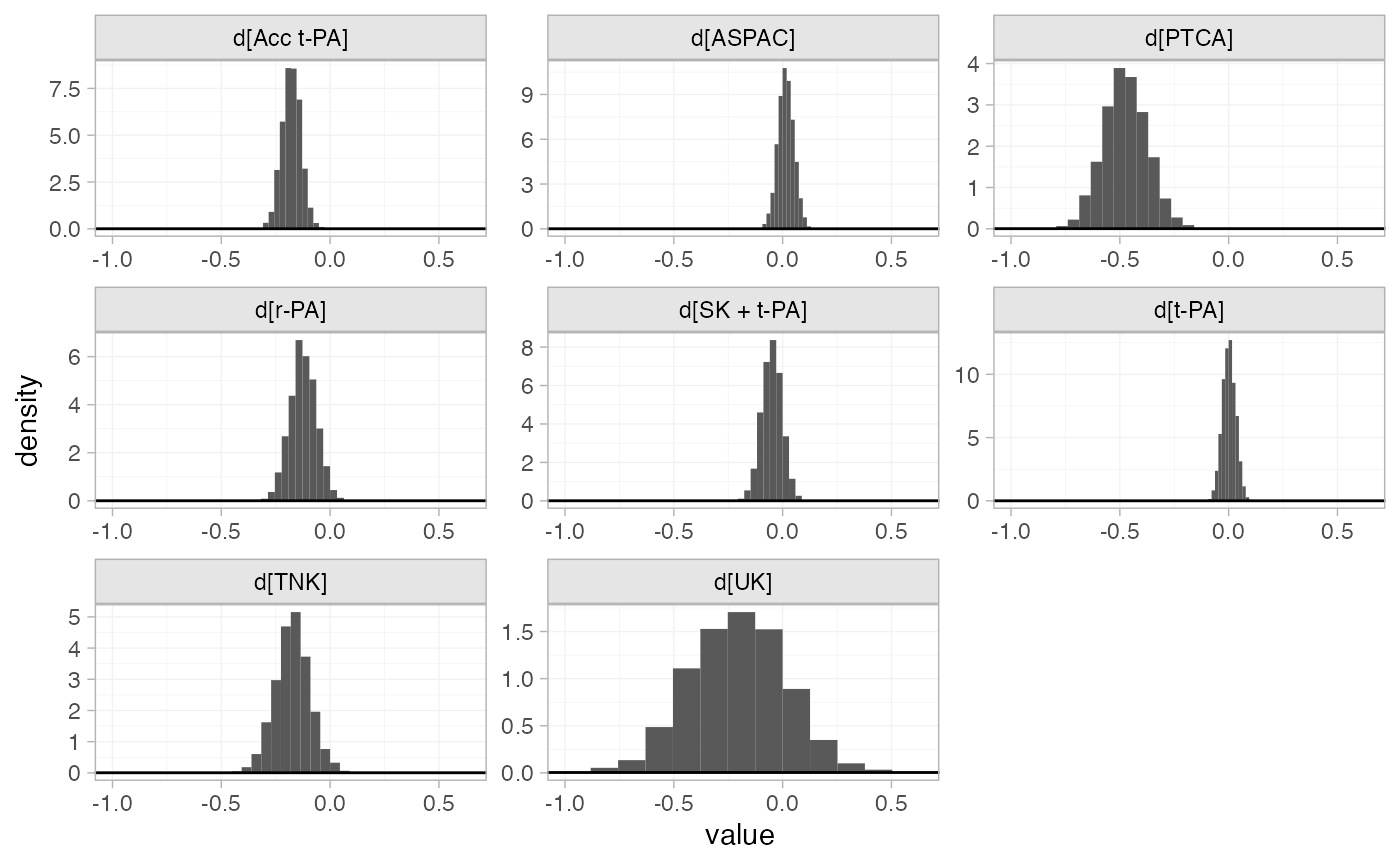 d[Acc t-PA] d[ASPAC] d[PTCA]
7.5 5.0 2.5 0.0
9 6 3 0
4 3 2 1 0
-1.0 -0.5 0.0 0.5 -1.0 -0.5 0.0 0.5 -1.0 -0.5 0.0 0.5
d[r-PA] d[SK + t-PA] d[t-PA]
density
6 4 2 0
8 6 4 2 0
10 5 0
-1.0 -0.5 0.0 0.5 -1.0 -0.5 0.0 0.5 -1.0 -0.5 0.0 0.5
d[TNK] d[UK]
5 4 3 2 1 0
1.5 1.0 0.5 0.0
-1.0 -0.5 0.0 0.5 -1.0 -0.5 0.0 0.5
value